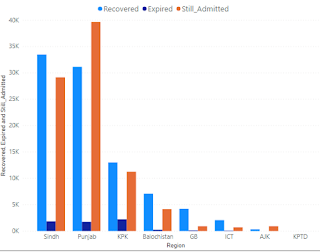 Recovered Expired Still_Admitted
40K
35K
30K
25K
20K
15K
10K
5K
0K
Recovered, Expired and Still_Admitted
Sindh Punjab KPK Balochistan GB ICT AJK KPTD
Region